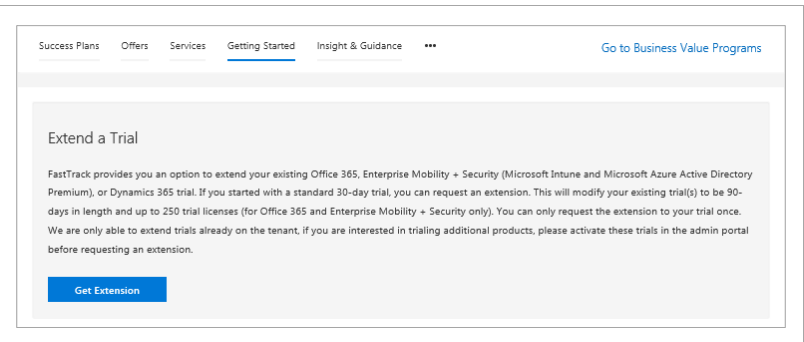 Success Plans Offers Services Getting Started Insight & Guidance ••• Go to Business Value Programs
Extend a Trial
FastTrack provides you an option to extend your existing Office 365, Enterprise Mobility + Security (Microsoft Intune and Microsoft Azure Active Directory
Premium), or Dynamics 365 trial. If you started with a standard 30-day trial, you can request an extension. This will modify your existing trial(s) to be 90-
days in length and up to 250 trial licenses (for Office 365 and Enterprise Mobility + Security only). You can only request the extension to your trial once.
We are only able to extend trials already on the tenant, if you are interested in trialing additional products, please activate these trials in the admin portal
before requesting an extension.
Get Extension